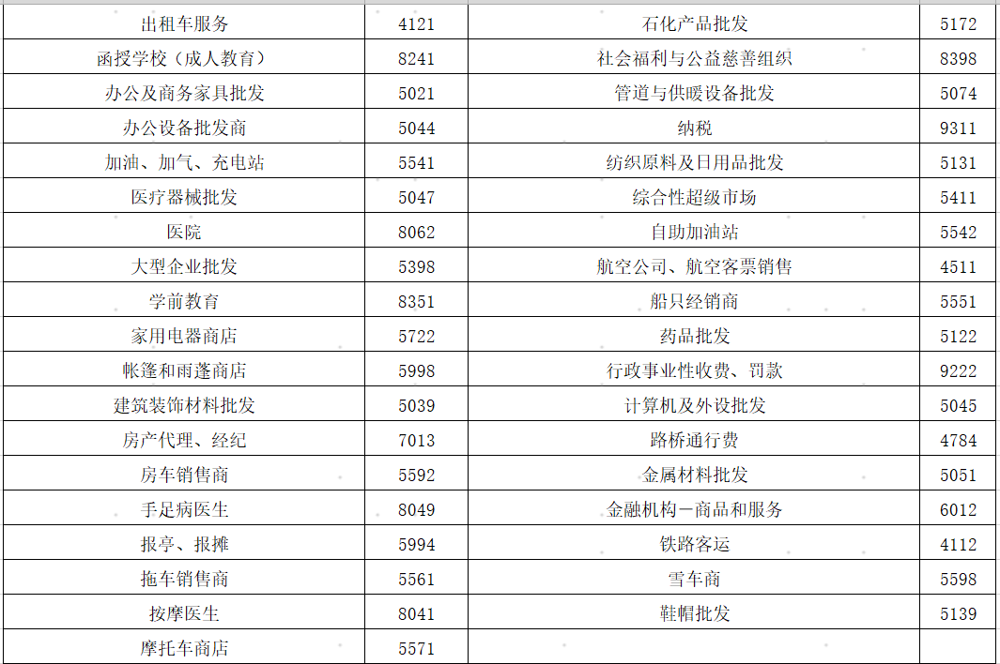 出租车服务 4121 石化产品批发 5172
函授学校（成人教育） 8241 社会福利与公益慈善组织 8398
办公及商务家具批发 5021 管道与供暖设备批发 5074
办公设备批发商 5044 纳税 9311
加油、加气、充电站 5541 纺织原料及日用品批发 5131
医疗器械批发 5047 综合性超级市场 5411
医院 8062 自助加油站 5542
大型企业批发 5398 航空公司、航空客票销售 4511
学前教育 8351 船只经销商 5551
家用电器商店 5722 药品批发 5122
帐篷和雨蓬商店 5998 行政事业性收费、罚款 9222
建筑装饰材料批发 5039 计算机及外设批发 5045
房产代理、经纪 7013 路桥通行费 4784
房车销售商 5592 金属材料批发 5051
手足病医生 8049 金融机构－商品和服务 6012
报亭、报摊 5994 铁路客运 4112
拖车销售商 5561 雪车商 5598
按摩医生 8041 鞋帽批发 5139
摩托车商店 5571